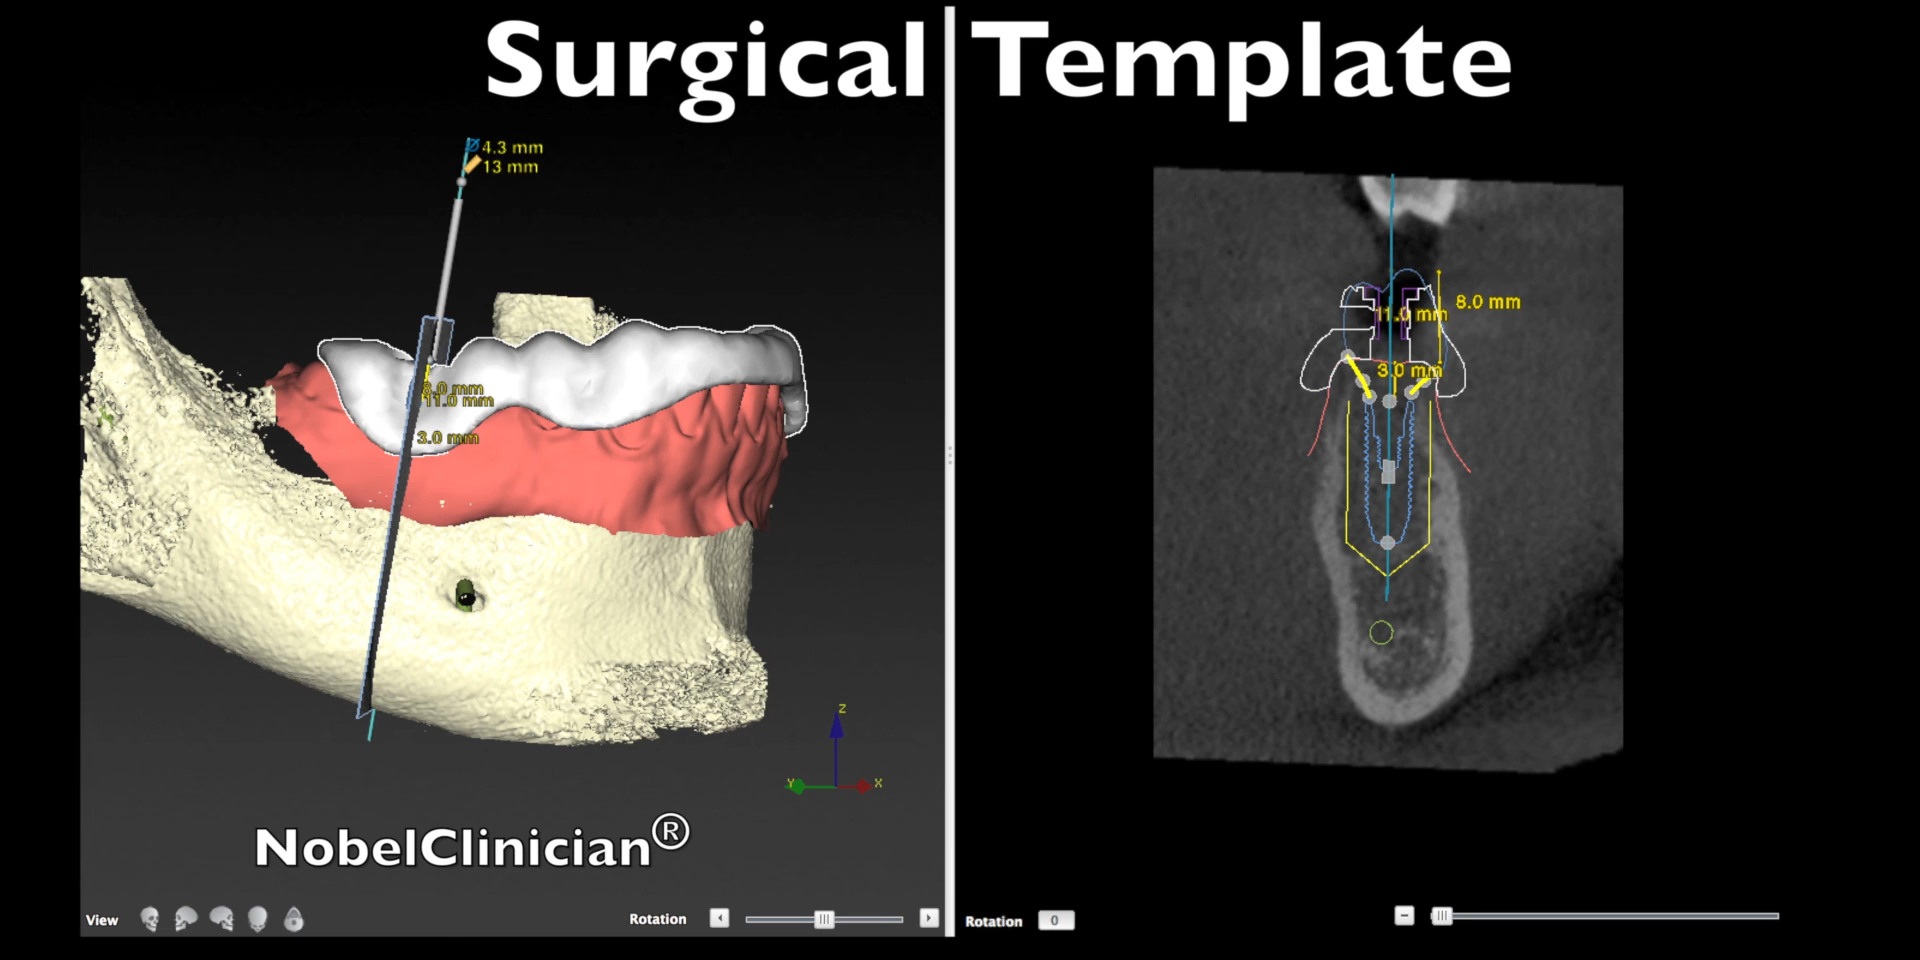 Surgical Template
Ø 4.3 mm
13 mm
8.0 mm
11.0 mm
3.0 mm
Z
Y
X
NobelClinician®
View
Rotation
8.0 mm
11.0 mm
3.0 mm
Rotation
0